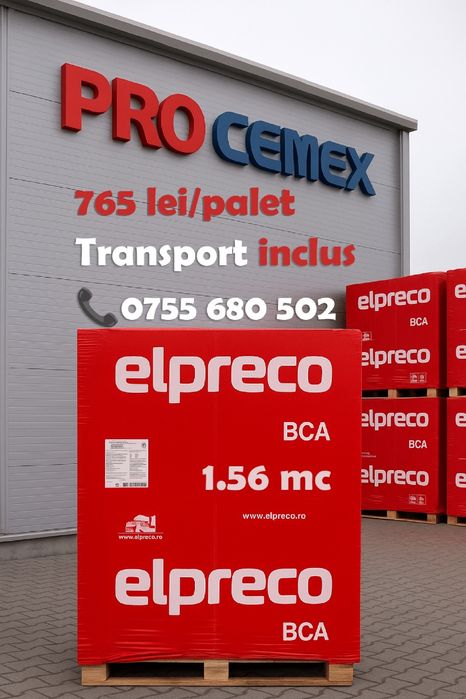 PRO CEMEX
765 lei/palet
Transport inclus
0755 680 502
elpreco
BCA
1.56 mc
www.elpreco.ro
www.elpreco.ro
elpreco
BCA
elpreco
BCA
elpreco
elpreco
BCA
elpreco